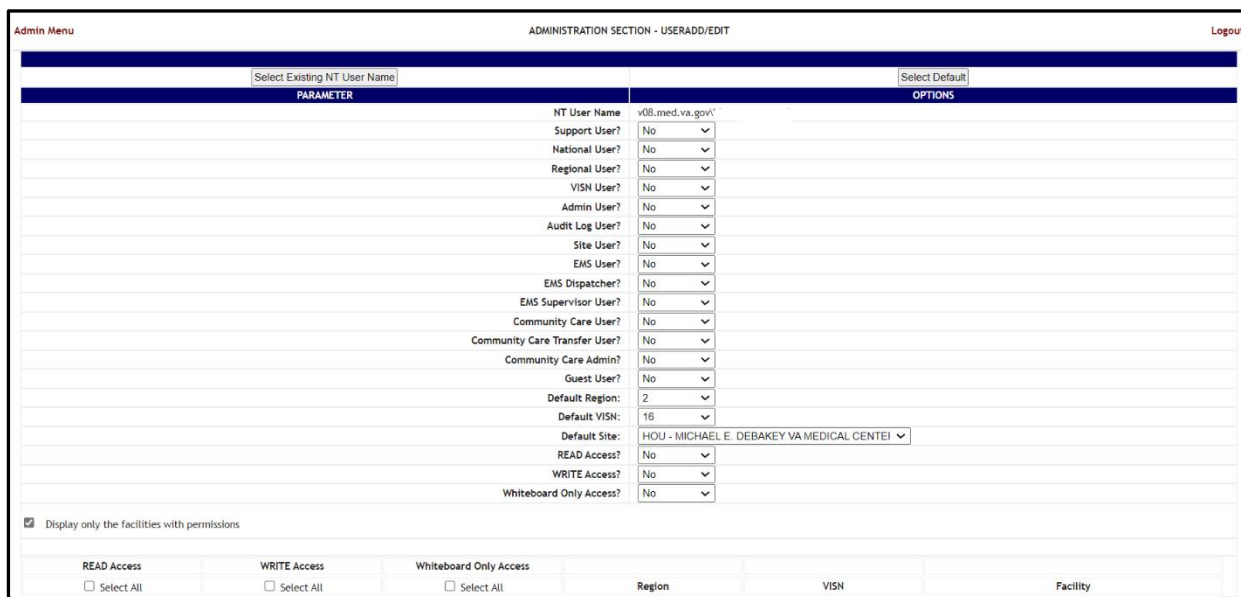 Admin Menu ADMINISTRATION SECTION - USERADD/EDIT Logout
Select Existing NT User Name Select Default
PARAMETER OPTIONS
NT User Name v08.med.va.gov\'
Support User? No
National User? No
Regional User? No
VISN User? No
Admin User? No
Audit Log User? No
Site User? No
EMS User? No
EMS Dispatcher? No
EMS Supervisor User? No
Community Care User? No
Community Care Transfer User? No
Community Care Admin? No
Guest User? No
Default Region: 2
Default VISN: 16
Default Site: HOU - MICHAEL E. DEBAKEY VA MEDICAL CENTER
READ Access? No
WRITE Access? No
Whiteboard Only Access? No
Display only the facilities with permissions
READ Access WRITE Access Whiteboard Only Access
Select All Select All Select All Region VISN Facility